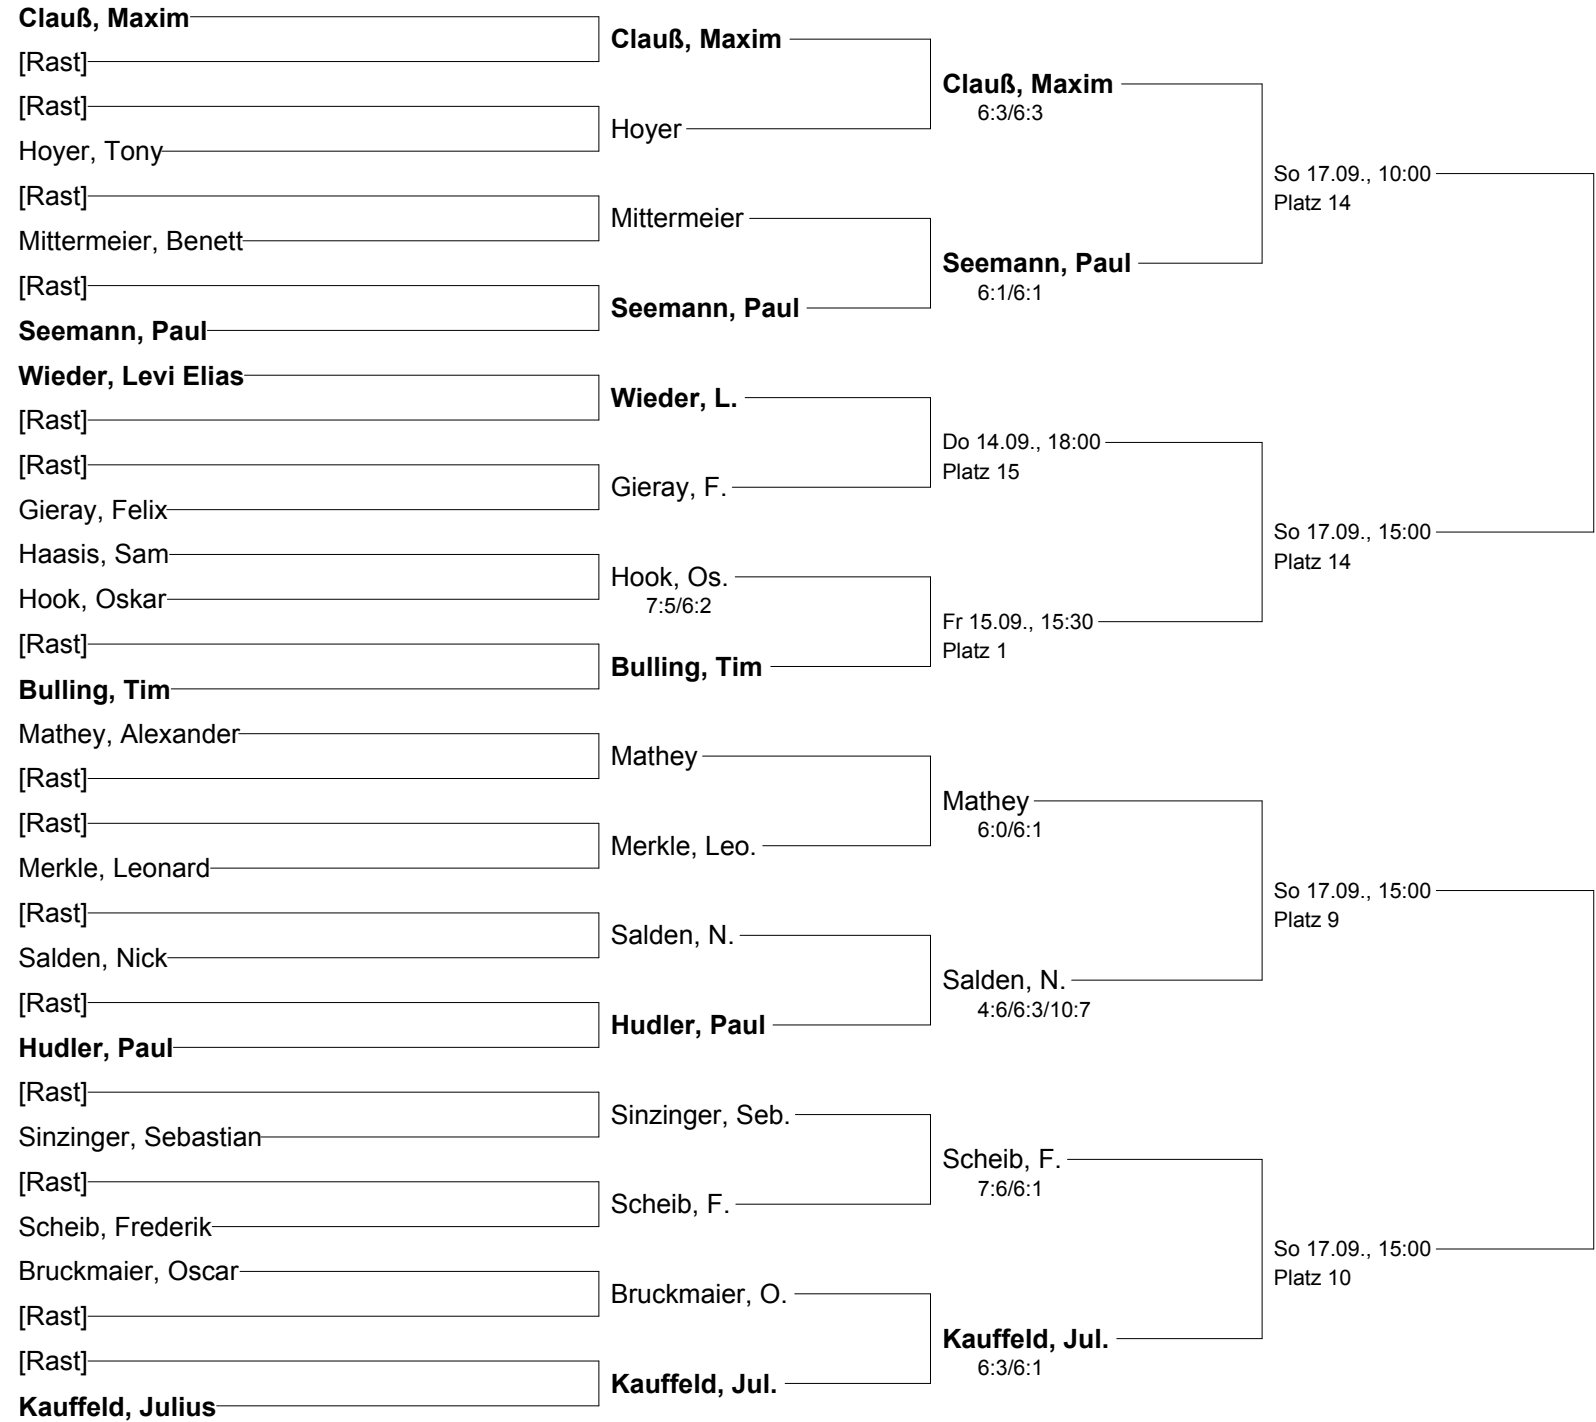 Clauß, Maxim
[Rast]
[Rast]
Hoyer, Tony
[Rast]
Mittermeier, Benett
[Rast]
Seemann, Paul
Wieder, Levi Elias
[Rast]
[Rast]
Gieray, Felix
Haasis, Sam
Hook, Oskar
[Rast]
Bulling, Tim
Mathey, Alexander
[Rast]
[Rast]
Merkle, Leonard
[Rast]
Salden, Nick
[Rast]
Hudler, Paul
[Rast]
Sinzinger, Sebastian
[Rast]
Scheib, Frederik
Bruckmaier, Oscar
[Rast]
[Rast]
Kauffeld, Julius
Clauß, Maxim
Hoyer
Mittermeier
Seemann, Paul
Wieder, L.
Gieray, F.
Hook, Os.
7:5/6:2
Bulling, Tim
Mathey
Merkle, Leo.
Salden, N.
Hudler, Paul
Sinzinger, Seb.
Scheib, F.
Bruckmaier, O.
Kauffeld, Jul.
Clauß, Maxim
6:3/6:3
Seemann, Paul
6:1/6:1
Do 14.09., 18:00
Platz 15
Fr 15.09., 15:30
Platz 1
Mathey
6:0/6:1
Salden, N.
4:6/6:3/10:7
Scheib, F.
7:6/6:1
Kauffeld, Jul.
6:3/6:1
So 17.09., 10:00
Platz 14
So 17.09., 15:00
Platz 14
So 17.09., 15:00
Platz 9
So 17.09., 15:00
Platz 10